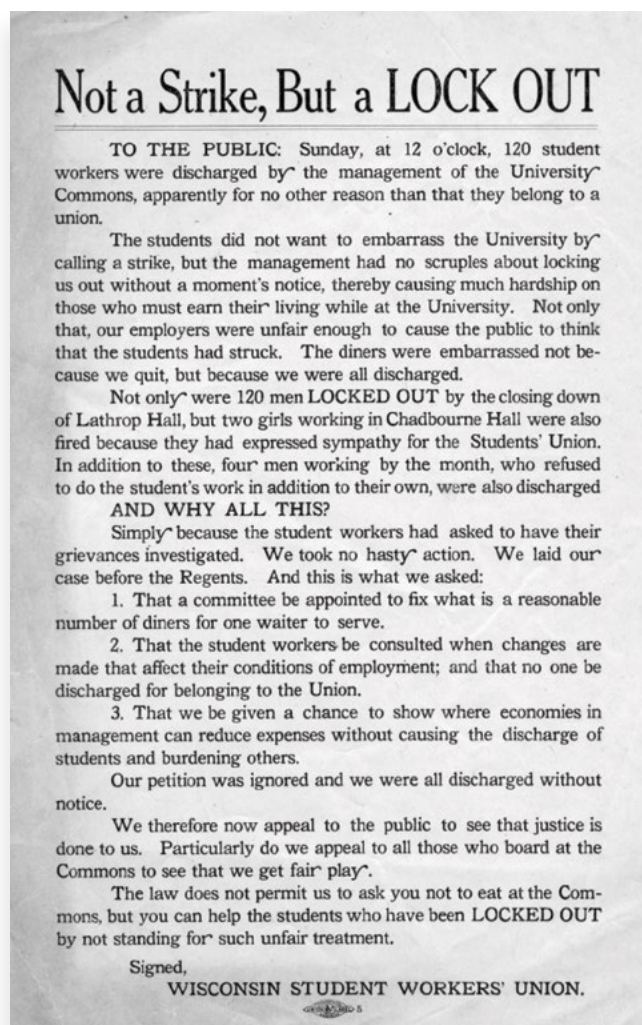 Not a Strike, But a LOCK OUT
TO THE PUBLIC: Sunday, at 12 o'clock, 120 student
workers were discharged by the management of the University
Commons, apparently for no other reason than that they belong to a
union.
The students did not want to embarrass the University by
calling a strike, but the management had no scruples about locking
us out without a moment's notice, thereby causing much hardship on
those who must earn their living while at the University. Not only
that, our employers were unfair enough to cause the public to think
that the students had struck. The diners were embarrassed not be-
cause we quit, but because we were all discharged.
Not only were 120 men LOCKED OUT by the closing down
of Lathrop Hall, but two girls working in Chadbourne Hall were also
fired because they had expressed sympathy for the Students' Union.
In addition to these, four men working by the month, who refused
to do the student's work in addition to their own, were also discharged
AND WHY ALL THIS?
Simply because the student workers had asked to have their
grievances investigated. We took no hasty action. We laid our
case before the Regents. And this is what we asked:
1. That a committee be appointed to fix what is a reasonable
number of diners for one waiter to serve.
2. That the student workers be consulted when changes are
made that affect their conditions of employment; and that no one be
discharged for belonging to the Union.
3. That we be given a chance to show where economies in
management can reduce expenses without causing the discharge of
students and burdening others.
Our petition was ignored and we were all discharged without
notice.
We therefore now appeal to the public to see that justice is
done to us. Particularly do we appeal to all those who board at the
Commons to see that we get fair play.
The law does not permit us to ask you not to eat at the Com-
mons, but you can help the students who have been LOCKED OUT
by not standing for such unfair treatment.
Signed,
WISCONSIN STUDENT WORKERS' UNION.